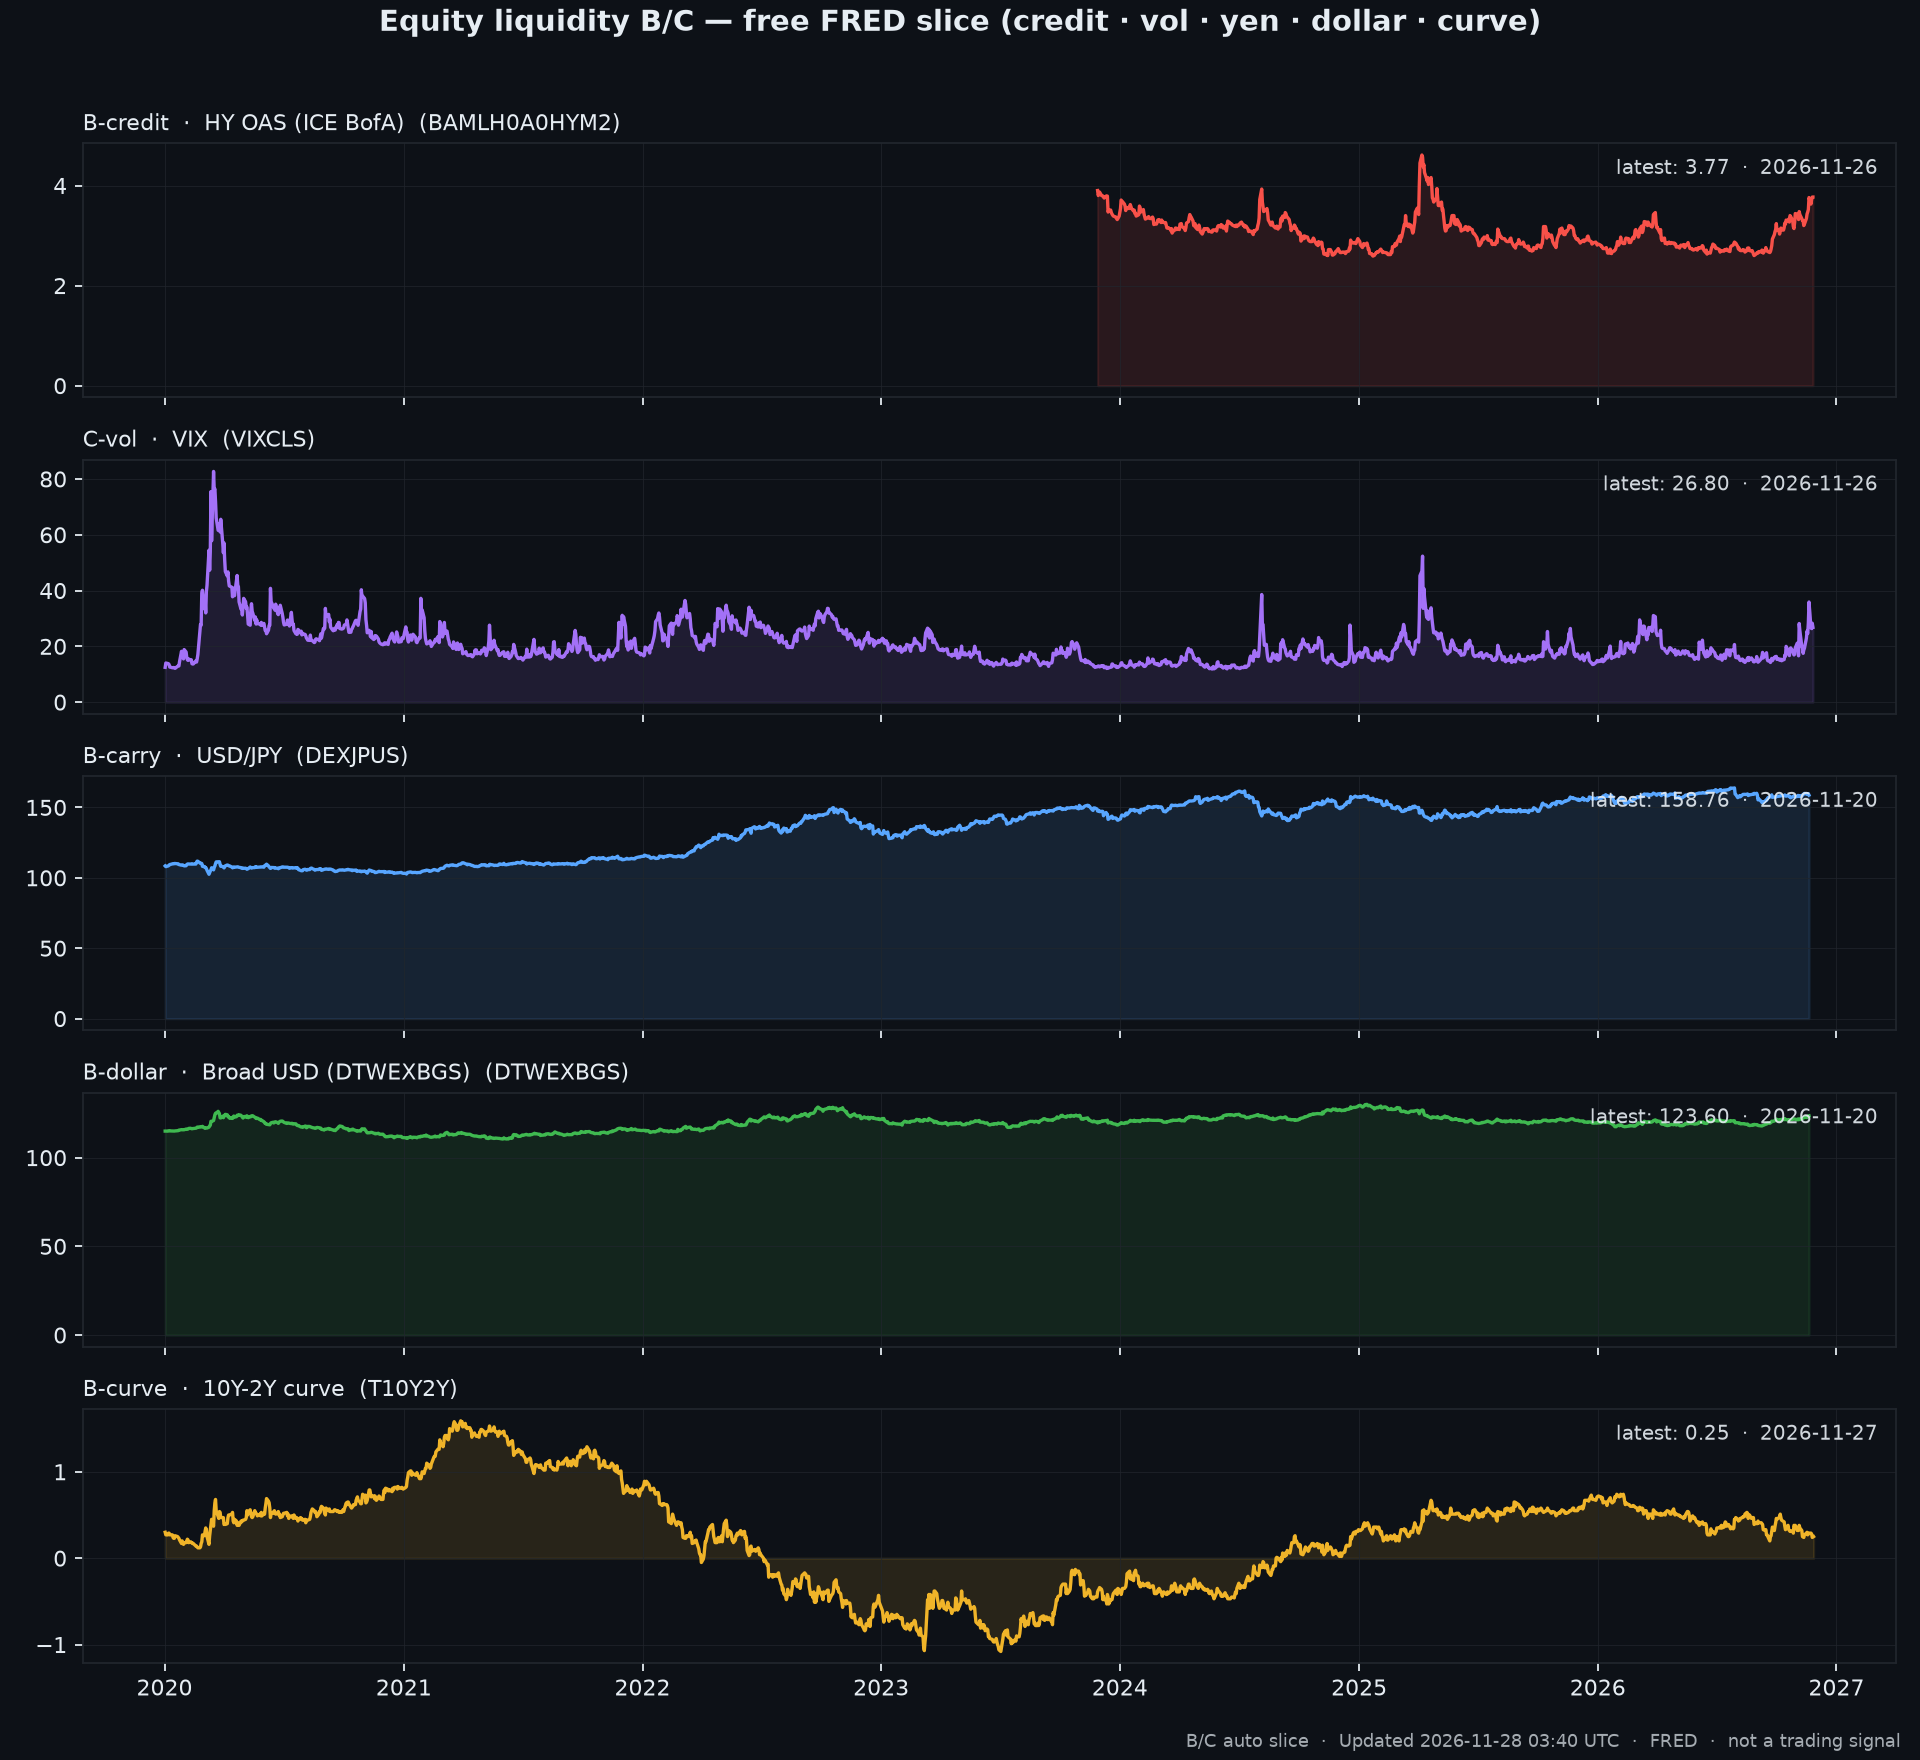 Equity liquidity B/C — free FRED slice (credit · vol · yen · dollar · curve)
B-credit · HY OAS (ICE BofA) (BAMLH0A0HYM2)
latest: 3.77 · 2026-11-26
4
2
0
C-vol · VIX (VIXCLS)
latest: 26.80 · 2026-11-26
80
60
40
20
0
B-carry · USD/JPY (DEXJPUS)
latest: 158.76 · 2026-11-20
150
100
50
0
B-dollar · Broad USD (DTWEXBGS) (DTWEXBGS)
latest: 123.60 · 2026-11-20
100
50
0
B-curve · 10Y-2Y curve (T10Y2Y)
latest: 0.25 · 2026-11-27
1
0
−1
2020 2021 2022 2023 2024 2025 2026 2027
B/C auto slice · Updated 2026-11-28 03:40 UTC · FRED · not a trading signal